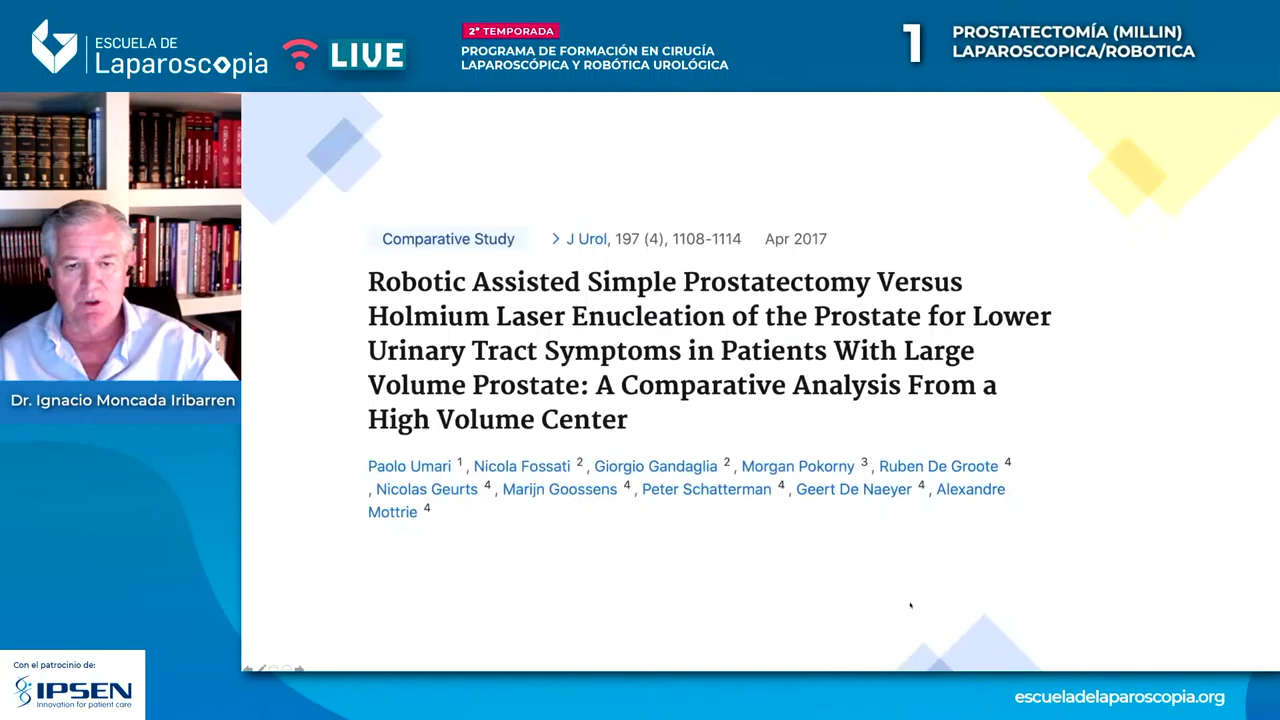 ESCUELA DE
Laparoscopia
LIVE
2ª TEMPORADA
PROGRAMA DE FORMACIÓN EN CIRUGÍA
LAPAROSCÓPICA Y ROBÓTICA UROLÓGICA
1
PROSTATECTOMÍA (MILLIN)
LAPAROSCOPICA/ROBOTICA
Dr. Ignacio Moncada Iribarren
Comparative Study > J Urol, 197 (4), 1108-1114 Apr 2017
Robotic Assisted Simple Prostatectomy Versus
Holmium Laser Enucleation of the Prostate for Lower
Urinary Tract Symptoms in Patients With Large
Volume Prostate: A Comparative Analysis From a
High Volume Center
Paolo Umari 1 , Nicola Fossati 2 , Giorgio Gandaglia 2 , Morgan Pokorny 3 , Ruben De Groote 4
, Nicolas Geurts 4 , Marijn Goossens 4 , Peter Schatterman 4 , Geert De Naeyer 4 , Alexandre
Mottrie 4
Con el patrocinio de:
IPSEN
Innovation for patient care
escueladelaparoscopia.org